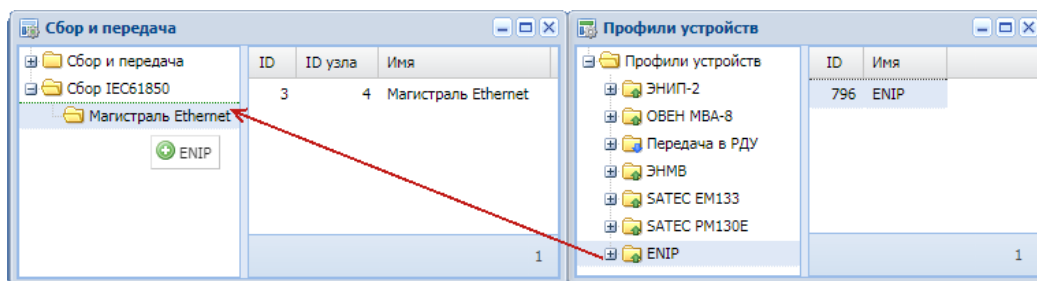 Сбор и передача
Сбор и передача
Сбор IEC61850
Магистраль Ethernet
ENIP
ID ID узла Имя
3 4 Магистраль Ethernet
1
Профили устройств
Профили устройств
ЭНИП-2
ОВЕН МВА-8
Передача в РДУ
ЭНМВ
SATEC EM133
SATEC PM130E
ENIP
ID Имя
796 ENIP
1